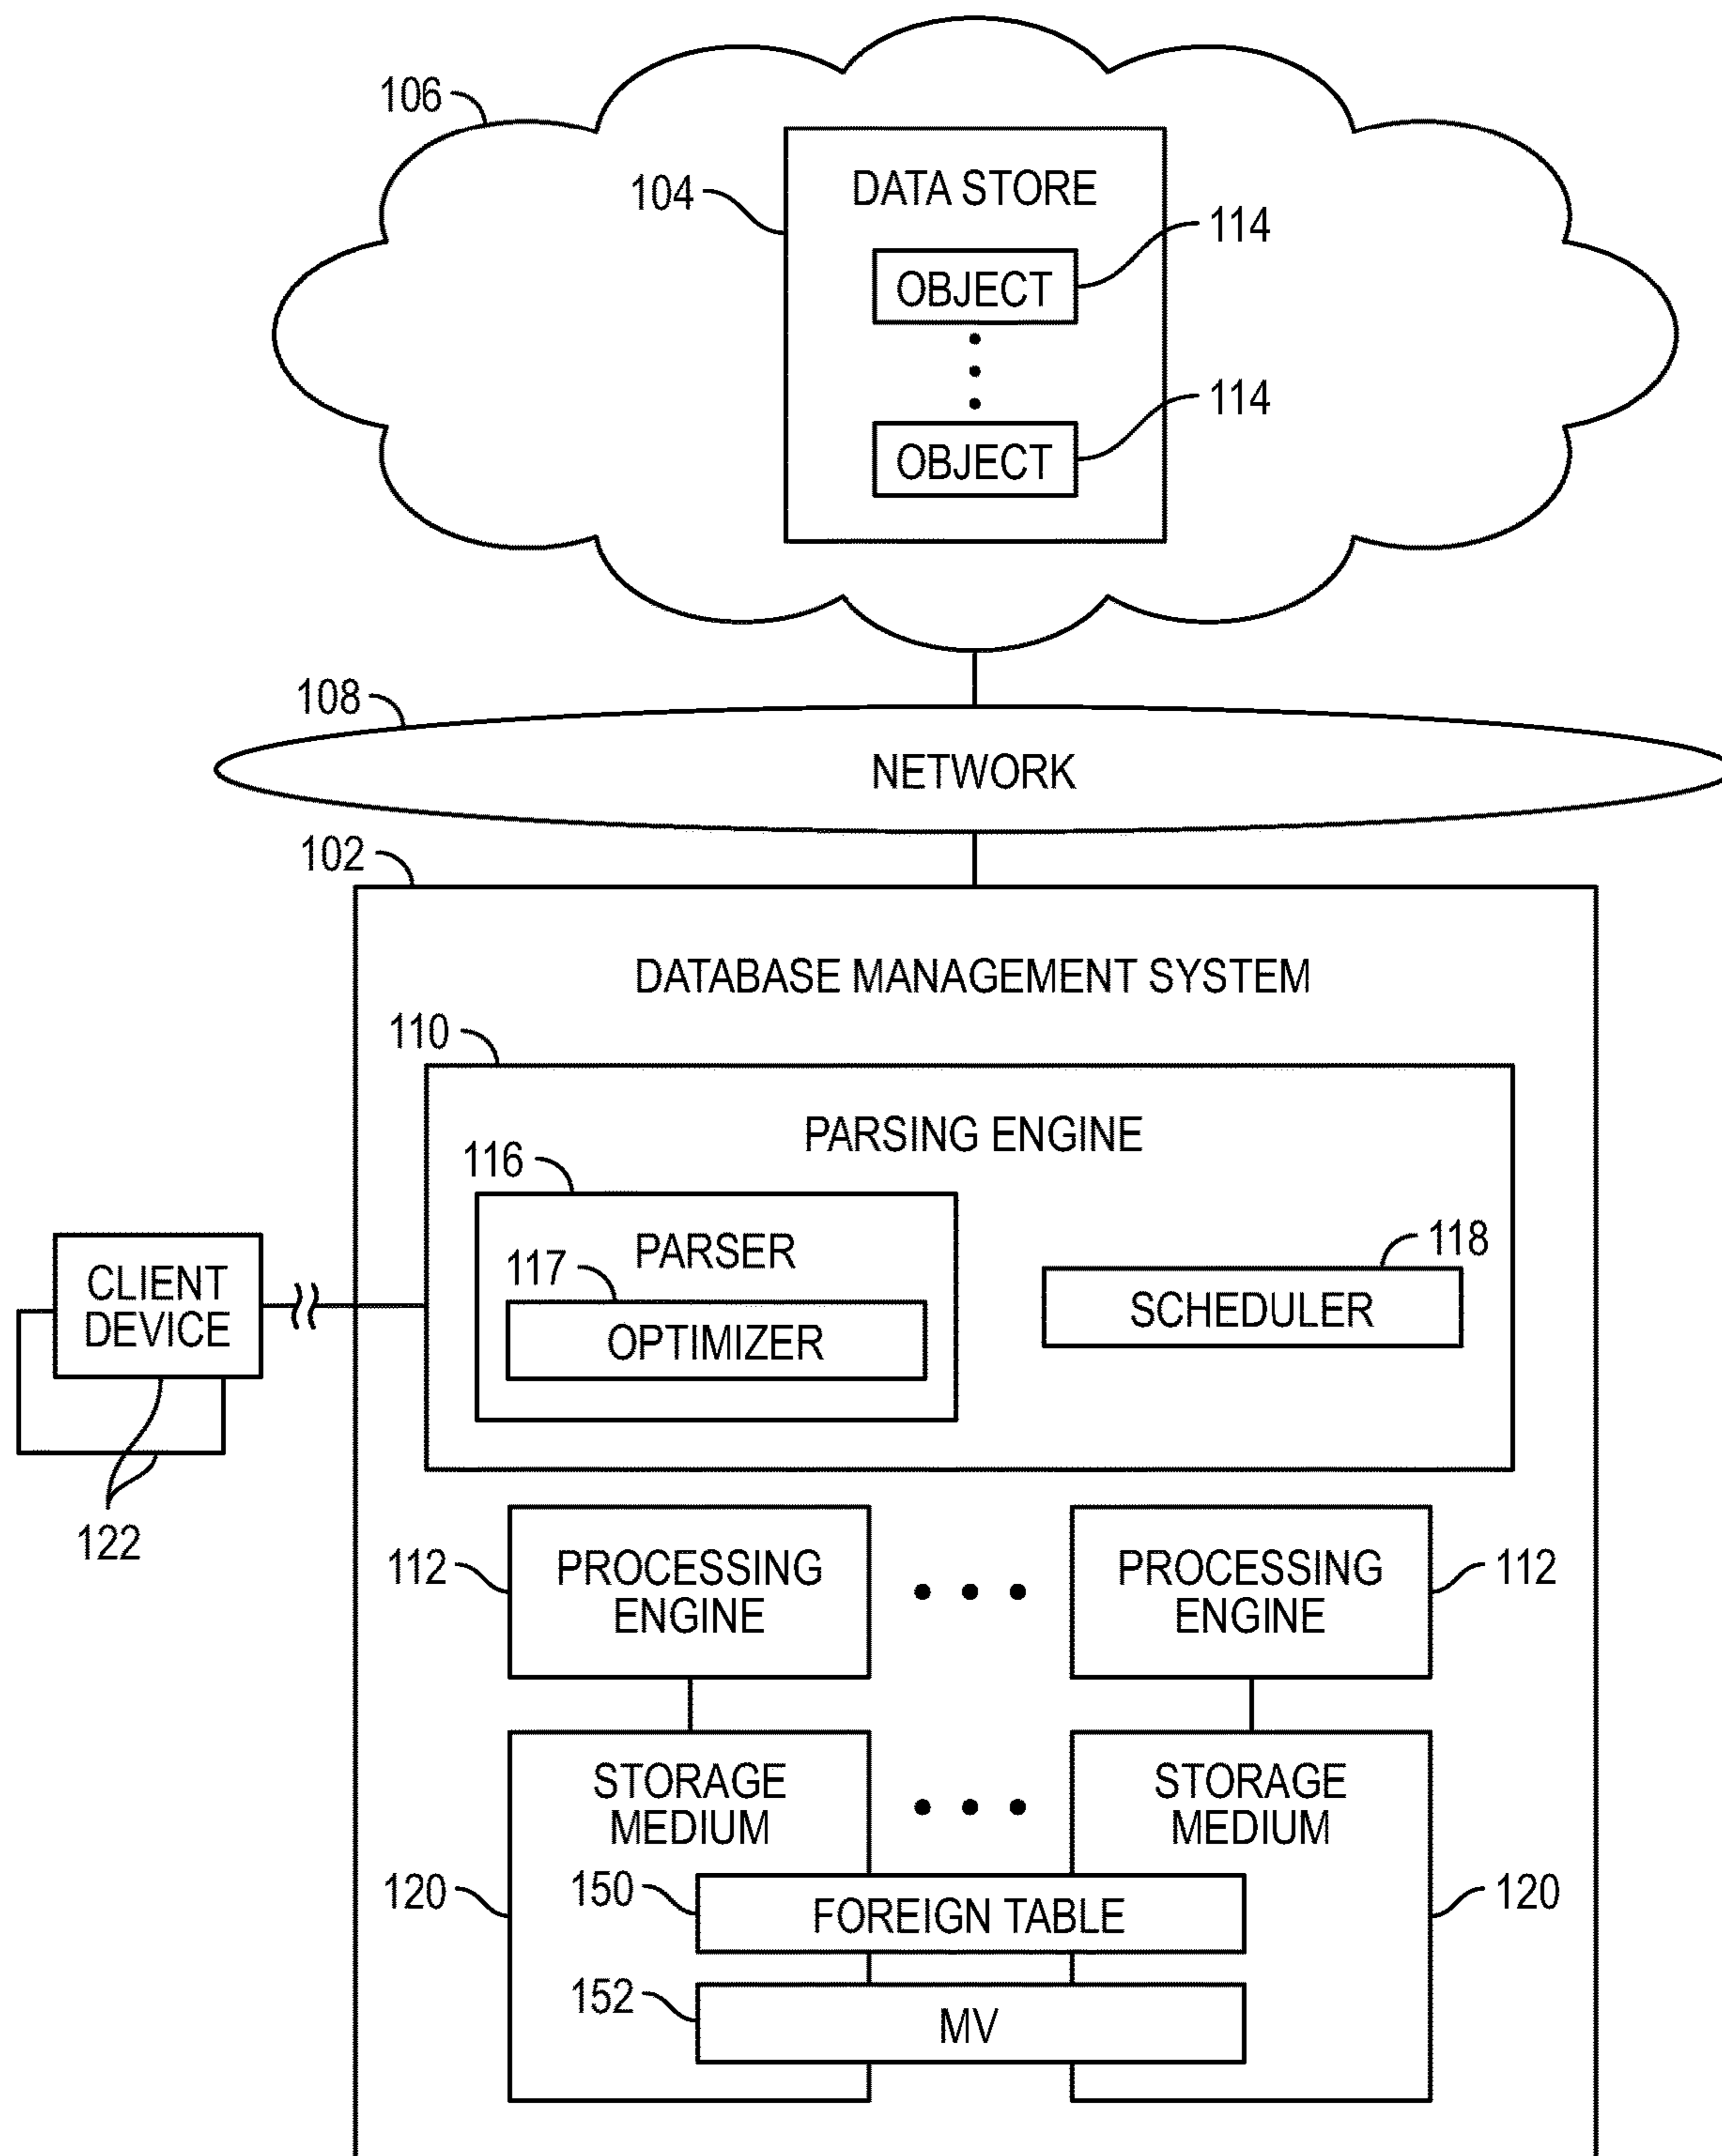 106
104
DATA STORE
114
OBJECT
114
OBJECT
108
NETWORK
102
DATABASE MANAGEMENT SYSTEM
110
PARSING ENGINE
116
PARSER
117
OPTIMIZER
118
SCHEDULER
CLIENT
DEVICE
122
112
PROCESSING
ENGINE
PROCESSING
ENGINE
112
STORAGE
MEDIUM
STORAGE
MEDIUM
120
150
FOREIGN TABLE
120
152
MV